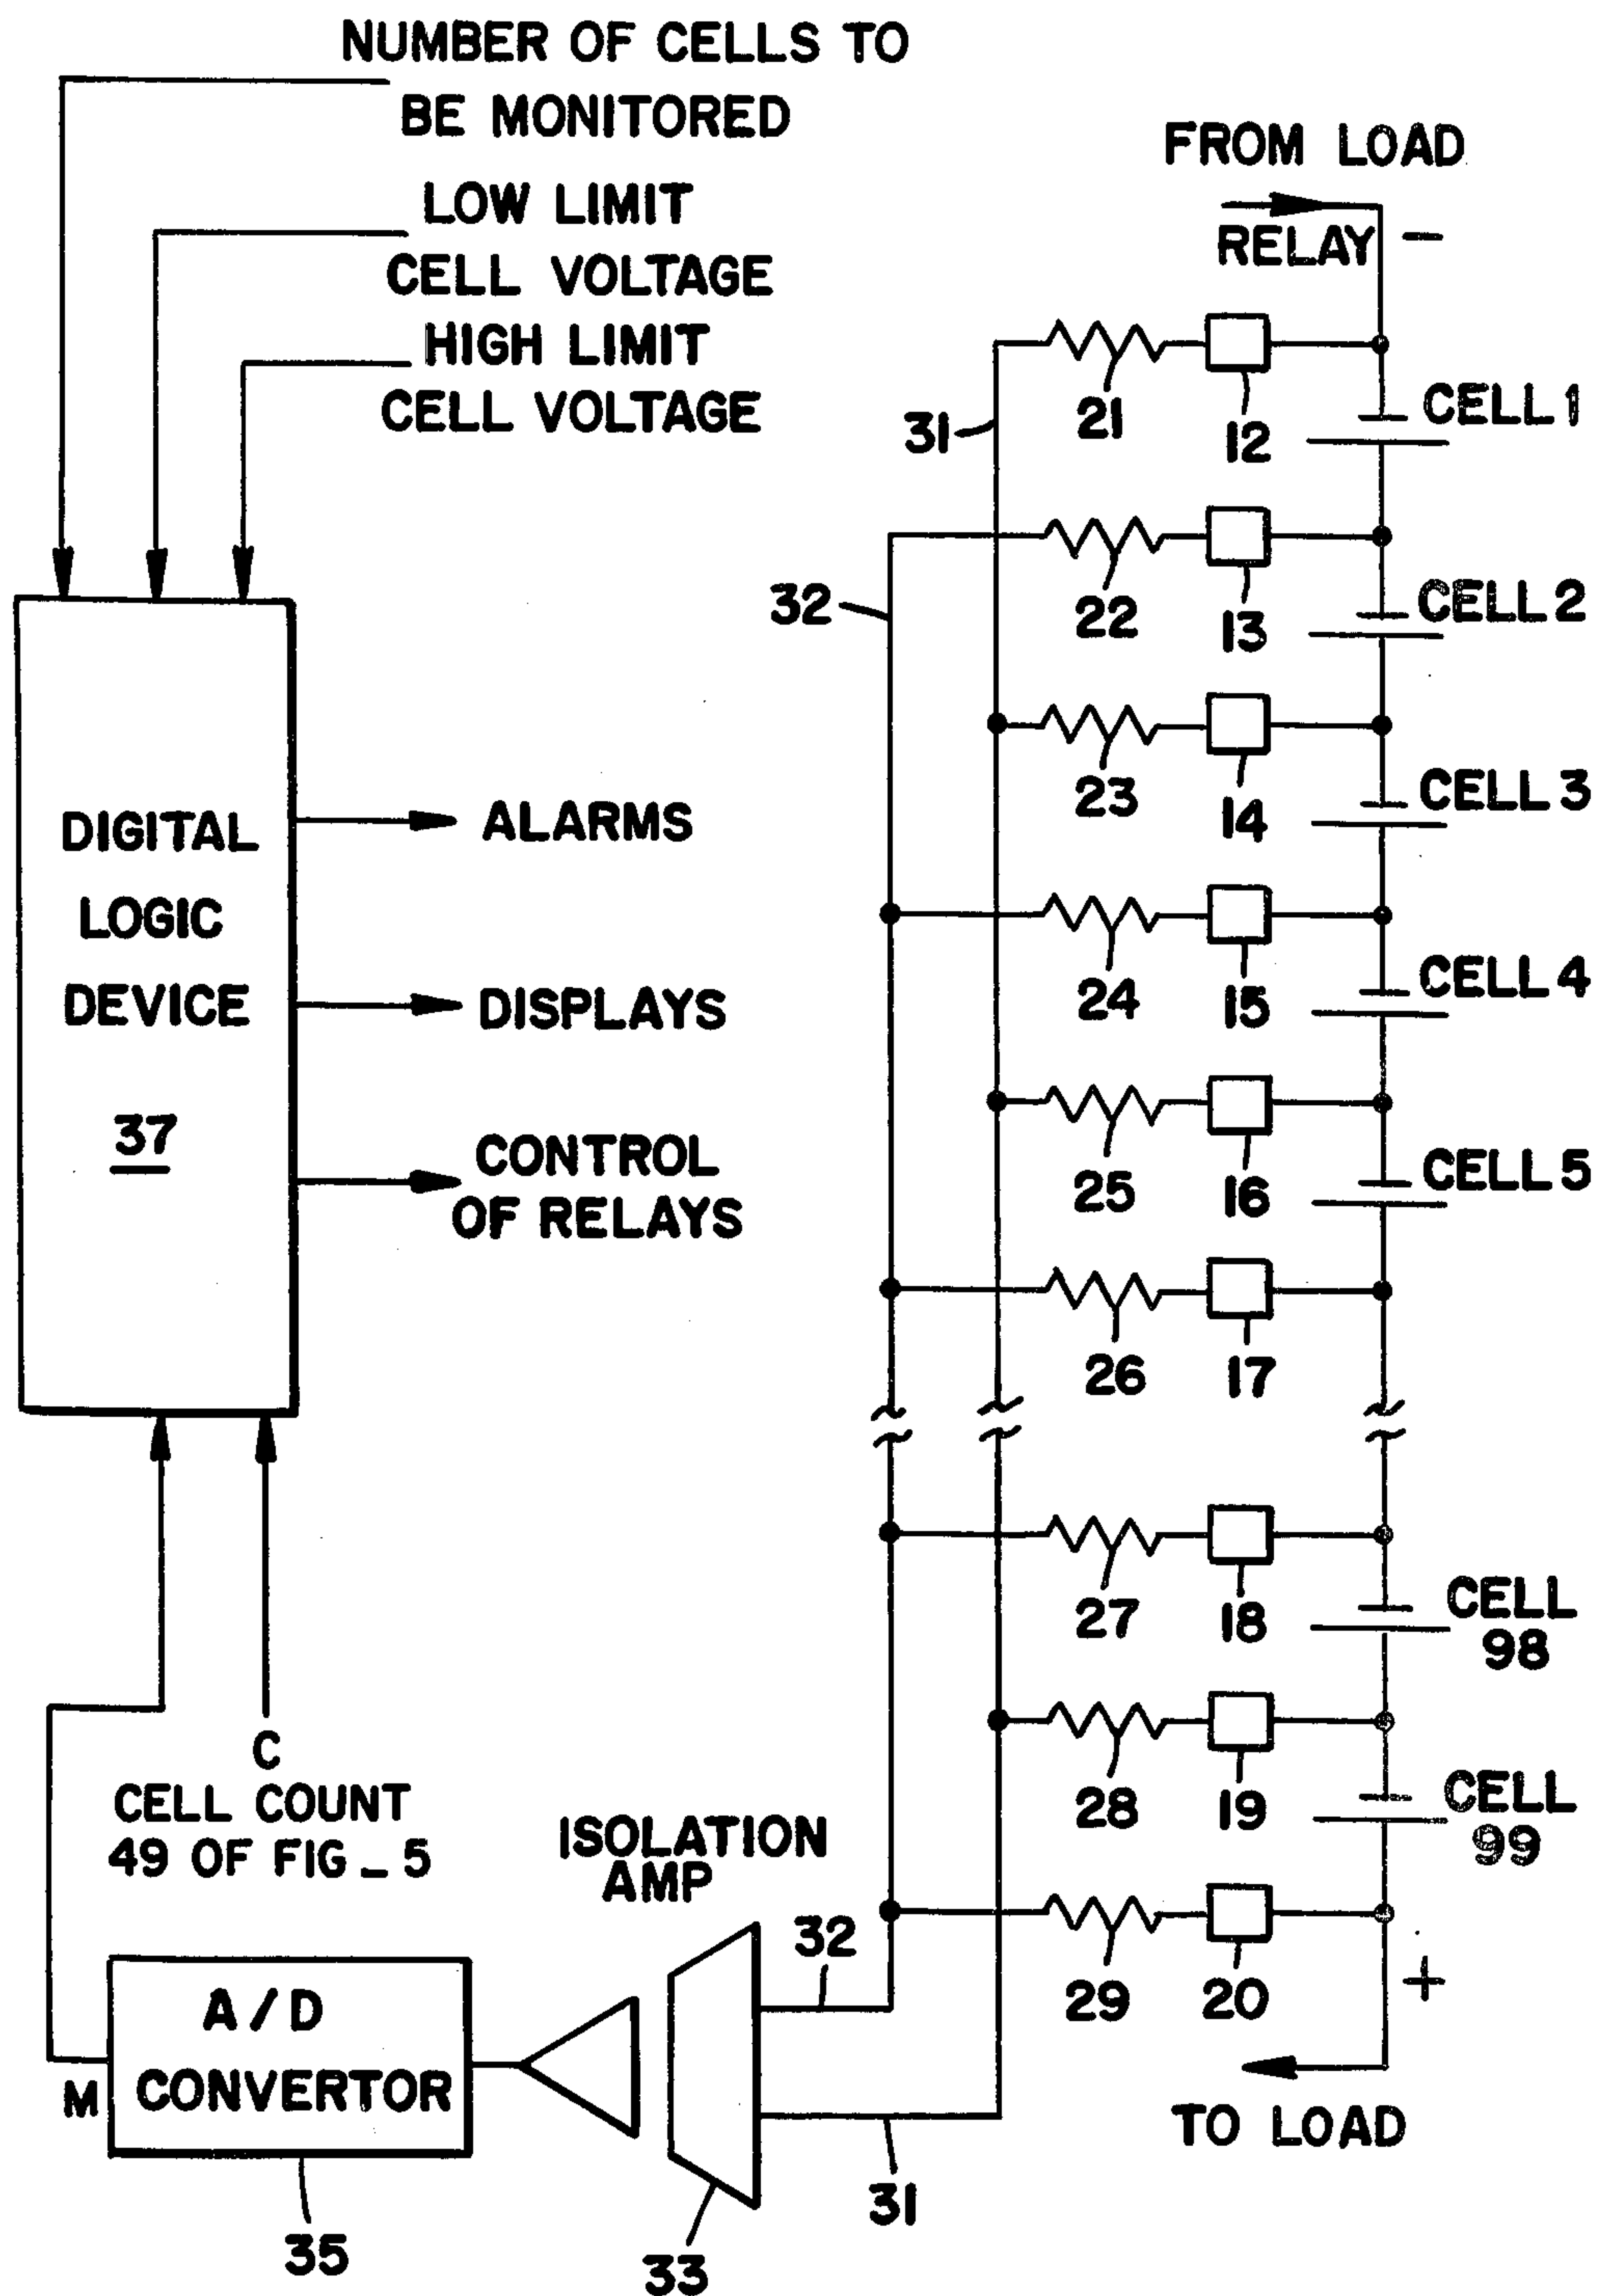 NUMBER OF CELLS TO
BE MONITORED
LOW LIMIT
CELL VOLTAGE
HIGH LIMIT
CELL VOLTAGE
FROM LOAD
RELAY –
21
12
CELL 1
31
22
13
CELL 2
32
23
14
CELL 3
24
15
CELL 4
25
16
CELL 5
26
17
DIGITAL
LOGIC
DEVICE
37
ALARMS
DISPLAYS
CONTROL
OF RELAYS
27
18
CELL
98
28
19
CELL
99
29
20
+
TO LOAD
C
CELL COUNT
49 OF FIG_5
ISOLATION
AMP
32
31
33
A/D
CONVERTOR
M
35